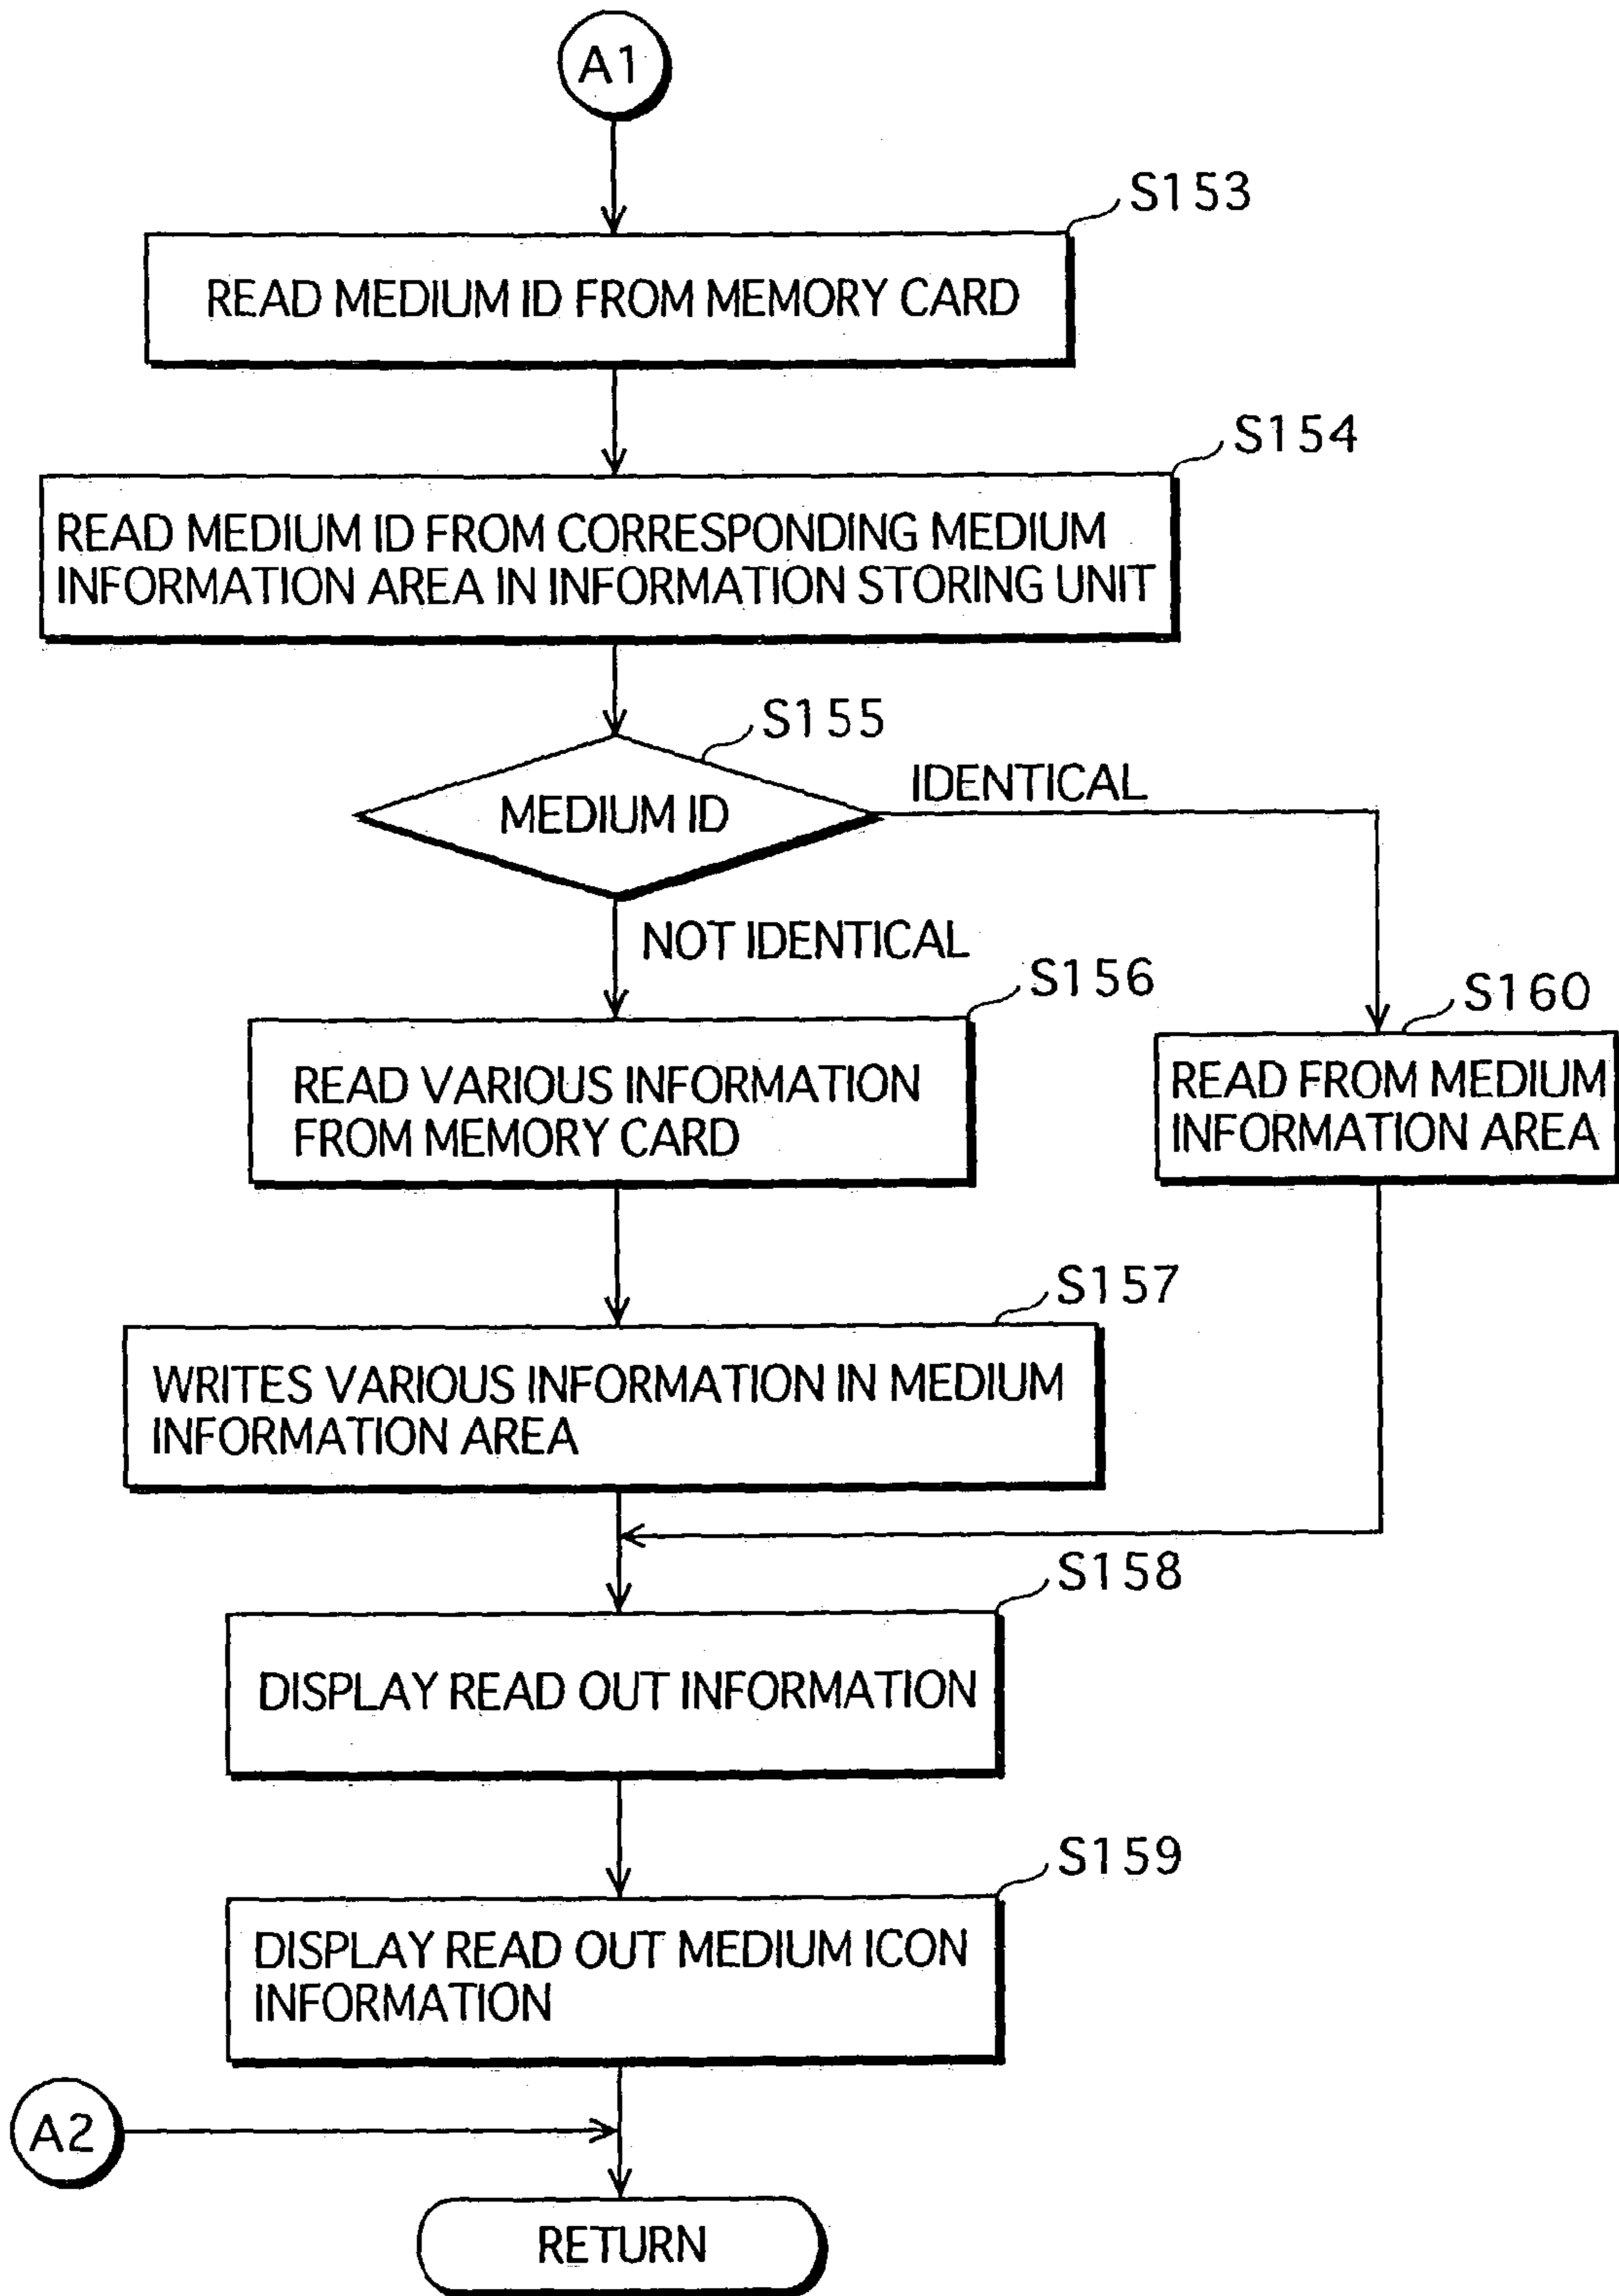 A1
S153
READ MEDIUM ID FROM MEMORY CARD
S154
READ MEDIUM ID FROM CORRESPONDING MEDIUM
INFORMATION AREA IN INFORMATION STORING UNIT
S155
IDENTICAL
MEDIUM ID
NOT IDENTICAL
S156
READ VARIOUS INFORMATION
FROM MEMORY CARD
S160
READ FROM MEDIUM
INFORMATION AREA
S157
WRITES VARIOUS INFORMATION IN MEDIUM
INFORMATION AREA
S158
DISPLAY READ OUT INFORMATION
S159
DISPLAY READ OUT MEDIUM ICON
INFORMATION
A2
RETURN